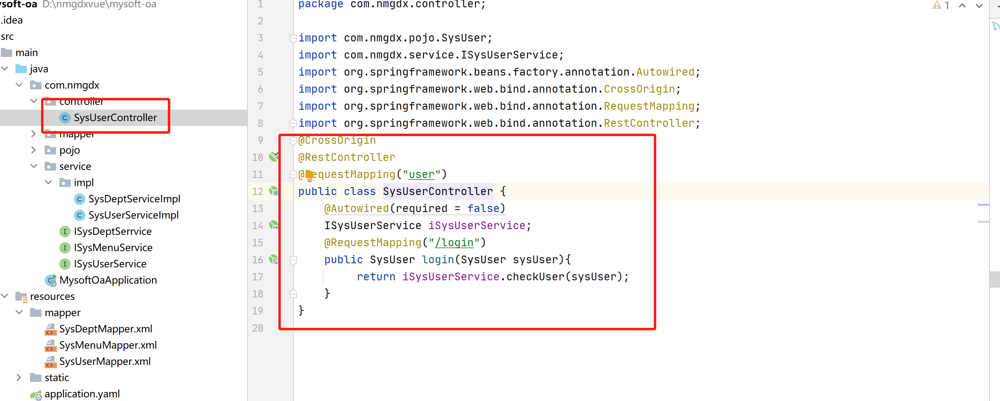 ysoft-oa D:\nmgdxvue\mysoft-oa
.idea
src
main
java
com.nmgdx
controller
SysUserController
mapper
pojo
service
impl
SysDeptServiceImpl
SysUserServiceImpl
ISysDeptSerrvice
ISysMenuService
ISysUserService
MysoftOaApplication
resources
mapper
SysDeptMapper.xml
SysMenuMapper.xml
SysUserMapper.xml
static
application.yaml
1 package com.nmgdx.controller;
2
3 import com.nmgdx.pojo.SysUser;
4 import com.nmgdx.service.ISysUserService;
5 import org.springframework.beans.factory.annotation.Autowired;
6 import org.springframework.web.bind.annotation.CrossOrigin;
7 import org.springframework.web.bind.annotation.RequestMapping;
8 import org.springframework.web.bind.annotation.RestController;
9 @CrossOrigin
10 @RestController
11 @RequestMapping("user")
12 public class SysUserController {
13 @Autowired(required = false)
14 ISysUserService iSysUserService;
15 @RequestMapping("/login")
16 public SysUser login(SysUser sysUser){
17 return iSysUserService.checkUser(sysUser);
18 }
19 }
20
1